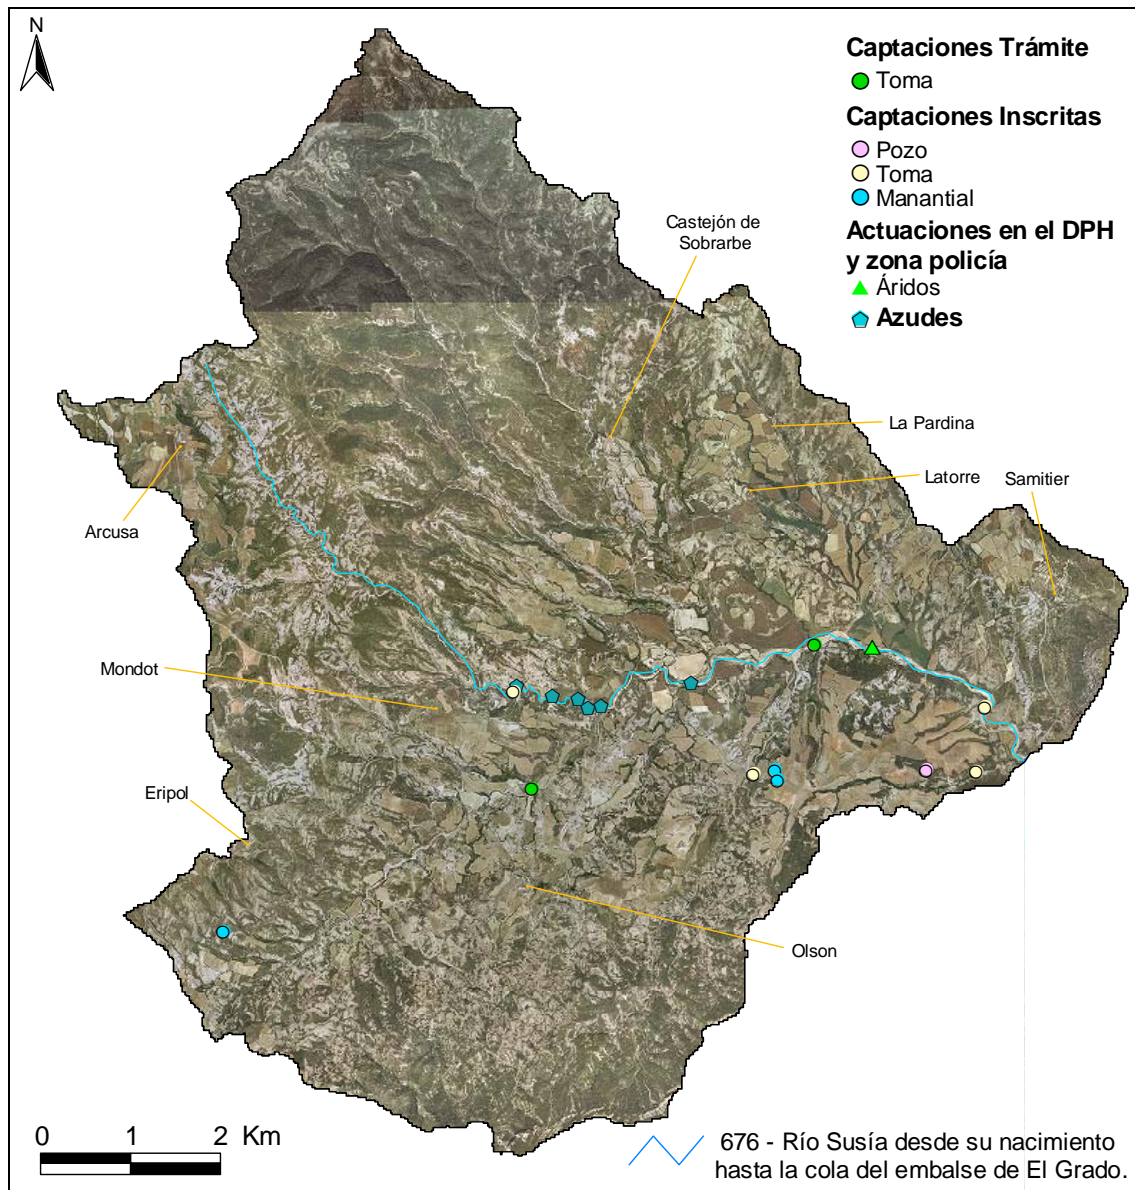 N
Captaciones Trámite
Toma
Captaciones Inscritas
Pozo
Toma
Manantial
Actuaciones en el DPH
y zona policía
Áridos
Azudes
Castejón de
Sobrarbe
La Pardina
Latorre
Samitier
Arcusa
Mondot
Eripol
Olson
0 1 2 Km
676 - Río Susía desde su nacimiento
hasta la cola del embalse de El Grado.